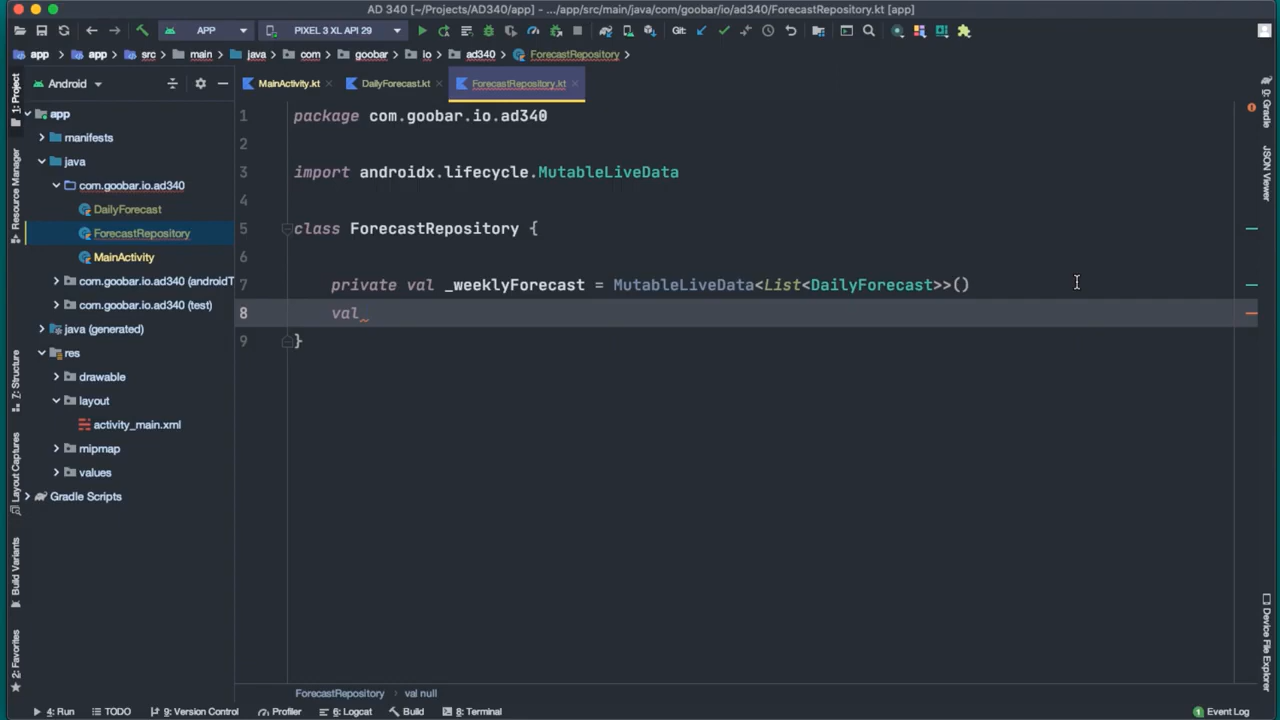 AD 340 [~/Projects/AD340/app] - .../app/src/main/java/com/goobar/io/ad340/ForecastRepository.kt [app]
APP PIXEL 3 XL API 29 Git:
app app src main java com goobar io ad340 ForecastRepository
1: Project
Resource Manager
7: Structure
Layout Captures
Build Variants
2: Favorites
Android
app
manifests
java
com.goobar.io.ad340
DailyForecast
ForecastRepository
MainActivity
com.goobar.io.ad340 (androidT
com.goobar.io.ad340 (test)
java (generated)
res
drawable
layout
activity_main.xml
mipmap
values
Gradle Scripts
MainActivity.kt DailyForecast.kt ForecastRepository.kt
1 package com.goobar.io.ad340
2
3 import androidx.lifecycle.MutableLiveData
4
5 class ForecastRepository {
6
7 private val _weeklyForecast = MutableLiveData<List<DailyForecast>>()
8 val
9 }
Gradle
JSON Viewer
Device File Explorer
ForecastRepository val null
4: Run TODO 9: Version Control Profiler 6: Logcat Build 8: Terminal Event Log